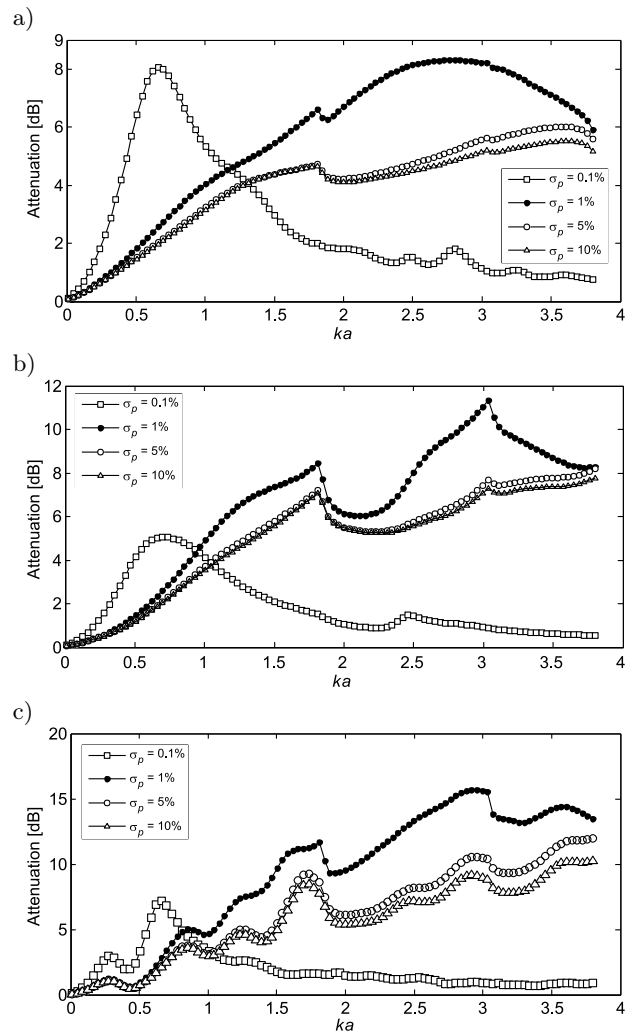 a)
Attenuation [dB]
9
8
6
4
2
0
0 0.5 1 1.5 2 2.5 3 3.5 4
ka
σp = 0.1%
σp = 1%
σp = 5%
σp = 10%
b)
Attenuation [dB]
12
10
8
6
4
2
0
0 0.5 1 1.5 2 2.5 3 3.5 4
ka
σp = 0.1%
σp = 1%
σp = 5%
σp = 10%
c)
Attenuation [dB]
20
15
10
5
0
0 0.5 1 1.5 2 2.5 3 3.5 4
ka
σp = 0.1%
σp = 1%
σp = 5%
σp = 10%